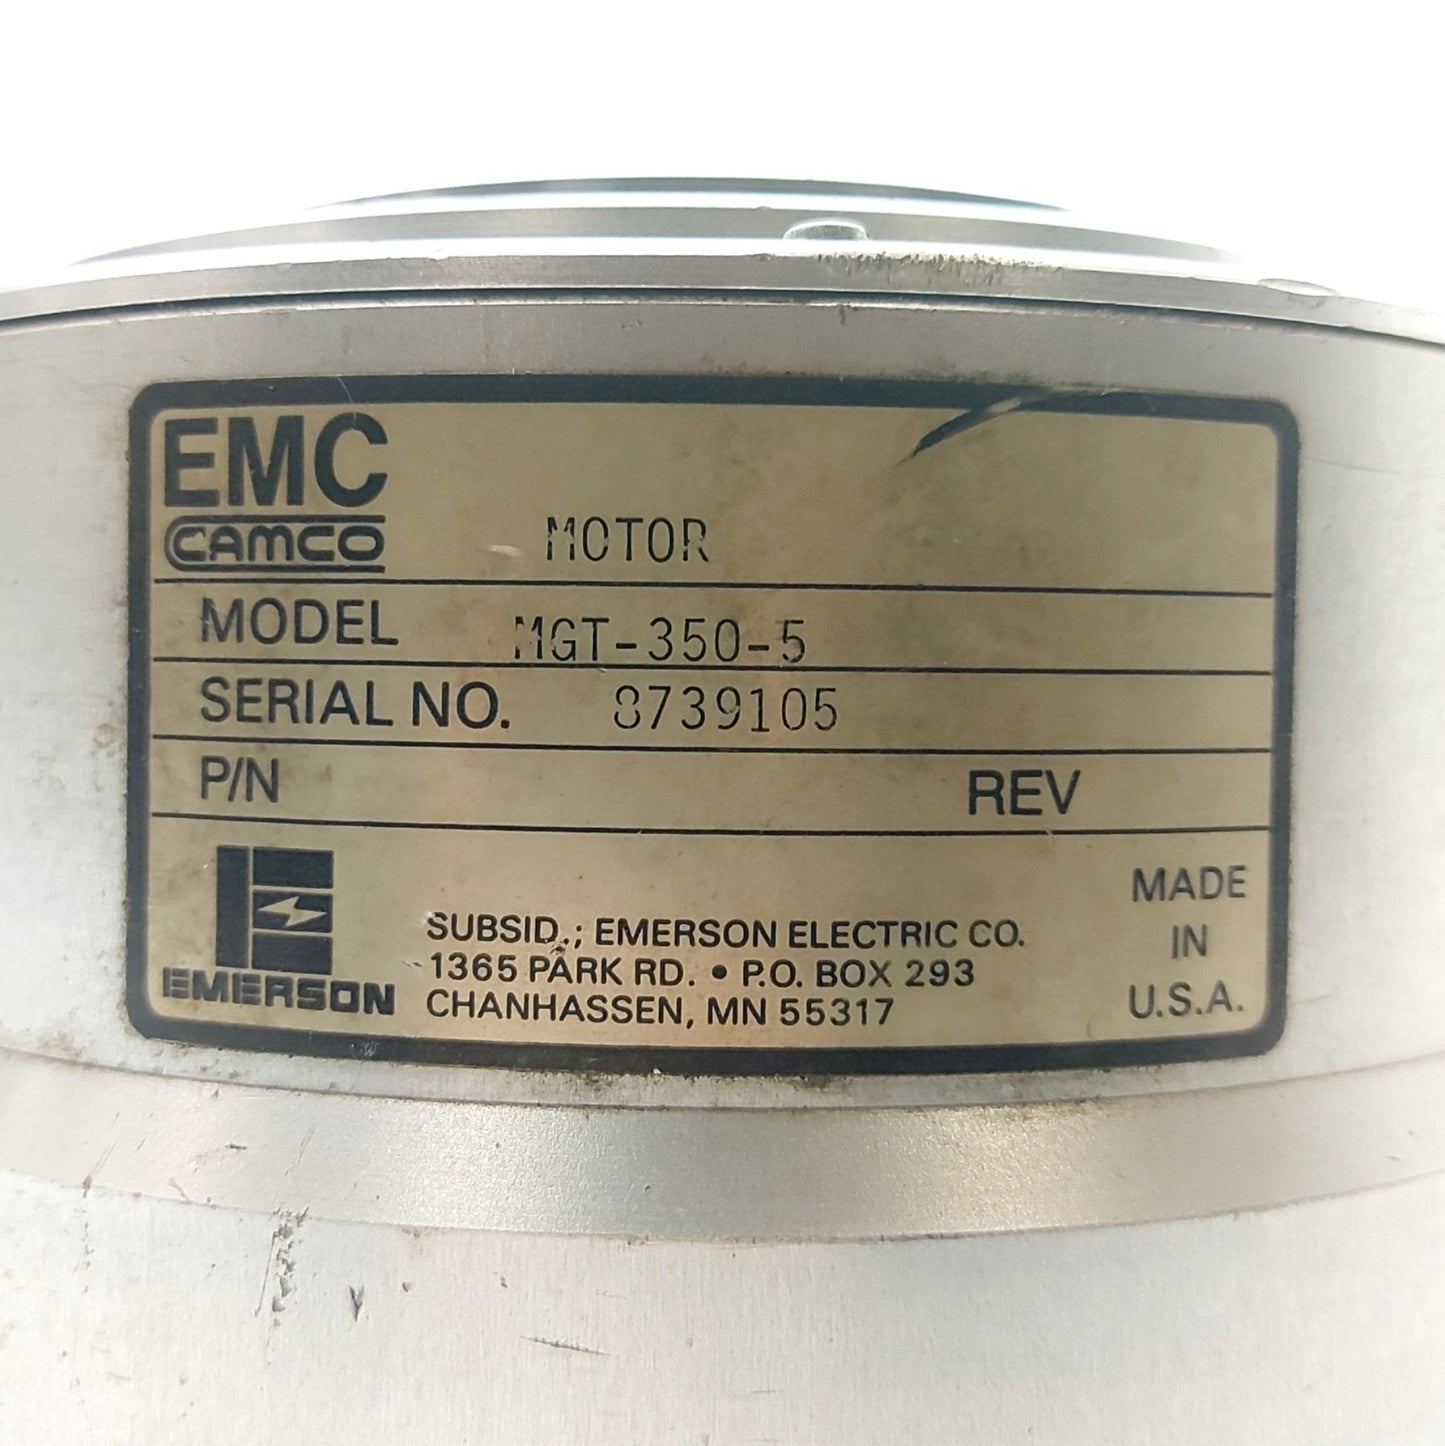 EMC
CAMCO
MOTOR
MODEL MGT-350-5
SERIAL NO. 8739105
P/N REV
EMERSON
SUBSID.; EMERSON ELECTRIC CO.
1365 PARK RD. • P.O. BOX 293
CHANHASSEN, MN 55317
MADE
IN
U.S.A.